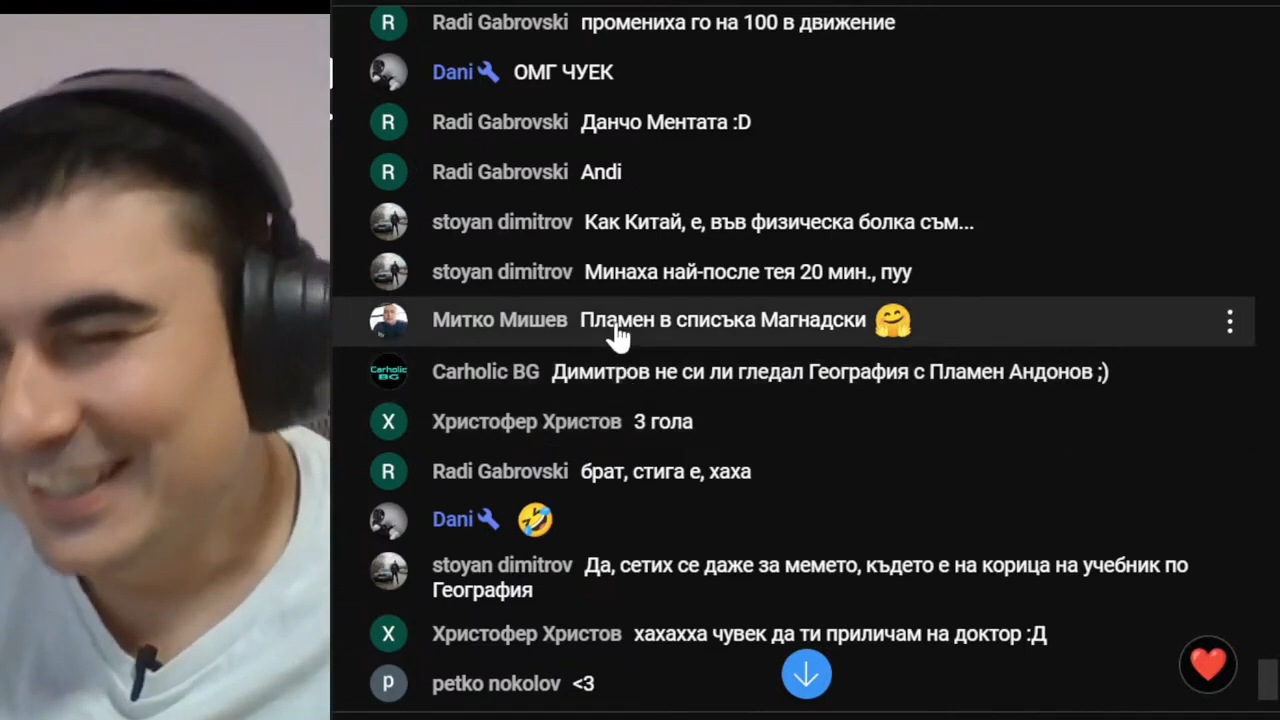 R Radi Gabrovski промениха го на 100 в движение
Dani ОМГ ЧУЕК
R Radi Gabrovski Данчо Ментата :D
R Radi Gabrovski Andi
stoyan dimitrov Как Китай, е, във физическа болка съм...
stoyan dimitrov Минаха най-после тея 20 мин., пуу
Митко Мишев Пламен в списъка Магнадски 🤗
Carholic BG Carholic BG Димитров не си ли гледал География с Пламен Андонов ;)
X Христофер Христов 3 гола
R Radi Gabrovski брат, стига е, хаха
Dani 🤣
stoyan dimitrov Да, сетих се даже за мемето, където е на корица на учебник по
География
X Христофер Христов хахахха чувек да ти приличам на доктор :Д
p petko nokolov <3